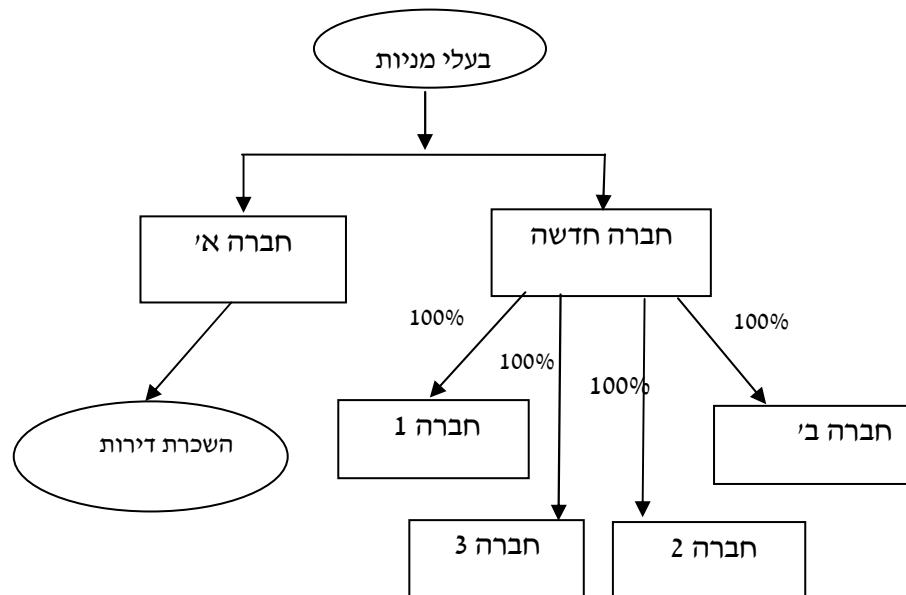 בעלי מניות
חברה א'
חברה חדשה
100%
100%
100%
100%
השכרת דירות
חברה 1
חברה ב'
חברה 3
חברה 2